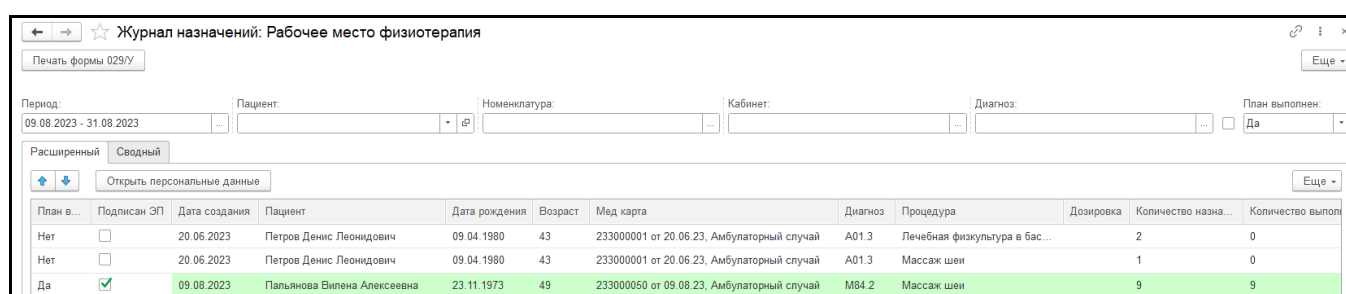 Журнал назначений: Рабочее место физиотерапия
Печать формы 029/У Еще
Период: Пациент: Номенклатура: Кабинет: Диагноз: План выполнен:
09.08.2023 - 31.08.2023 ... ... ... ... Да
Расширенный Сводный
Открыть персональные данные Еще
План в... Подписан ЭП Дата создания Пациент Дата рождения Возраст Мед карта Диагноз Процедура Дозировка Количество назна... Количество выполн
Нет 20.06.2023 Петров Денис Леонидович 09.04.1980 43 233000001 от 20.06.23, Амбулаторный случай A01.3 Лечебная физкультура в бас... 2 0
Нет 20.06.2023 Петров Денис Леонидович 09.04.1980 43 233000001 от 20.06.23, Амбулаторный случай A01.3 Массаж шеи 1 0
Да 09.08.2023 Пальянова Вилена Алексеевна 23.11.1973 49 233000050 от 09.08.23, Амбулаторный случай M84.2 Массаж шеи 9 9